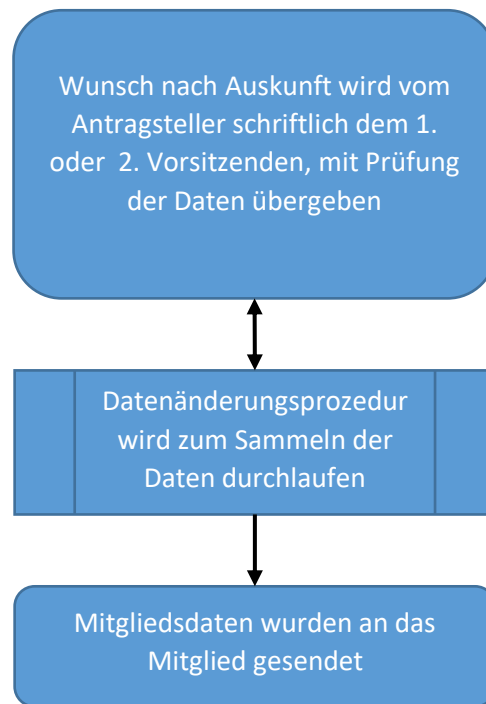 Wunsch nach Auskunft wird vom
Antragsteller schriftlich dem 1.
oder  2. Vorsitzenden, mit Prüfung
der Daten übergeben
Datenänderungsprozedur
wird zum Sammeln der
Daten durchlaufen
Mitgliedsdaten wurden an das
Mitglied gesendet